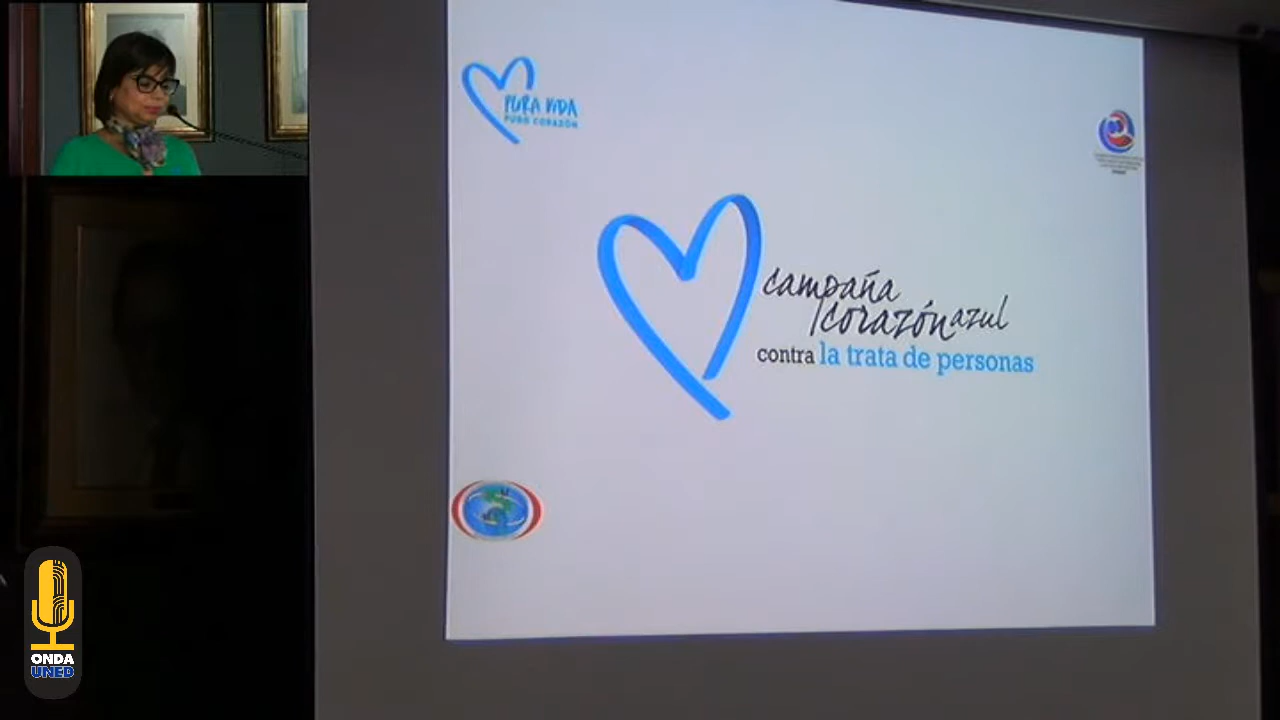 PURA VIDA
PURO CORAZÓN
campaña
corazón azul
contra la trata de personas
ONDA
UNED